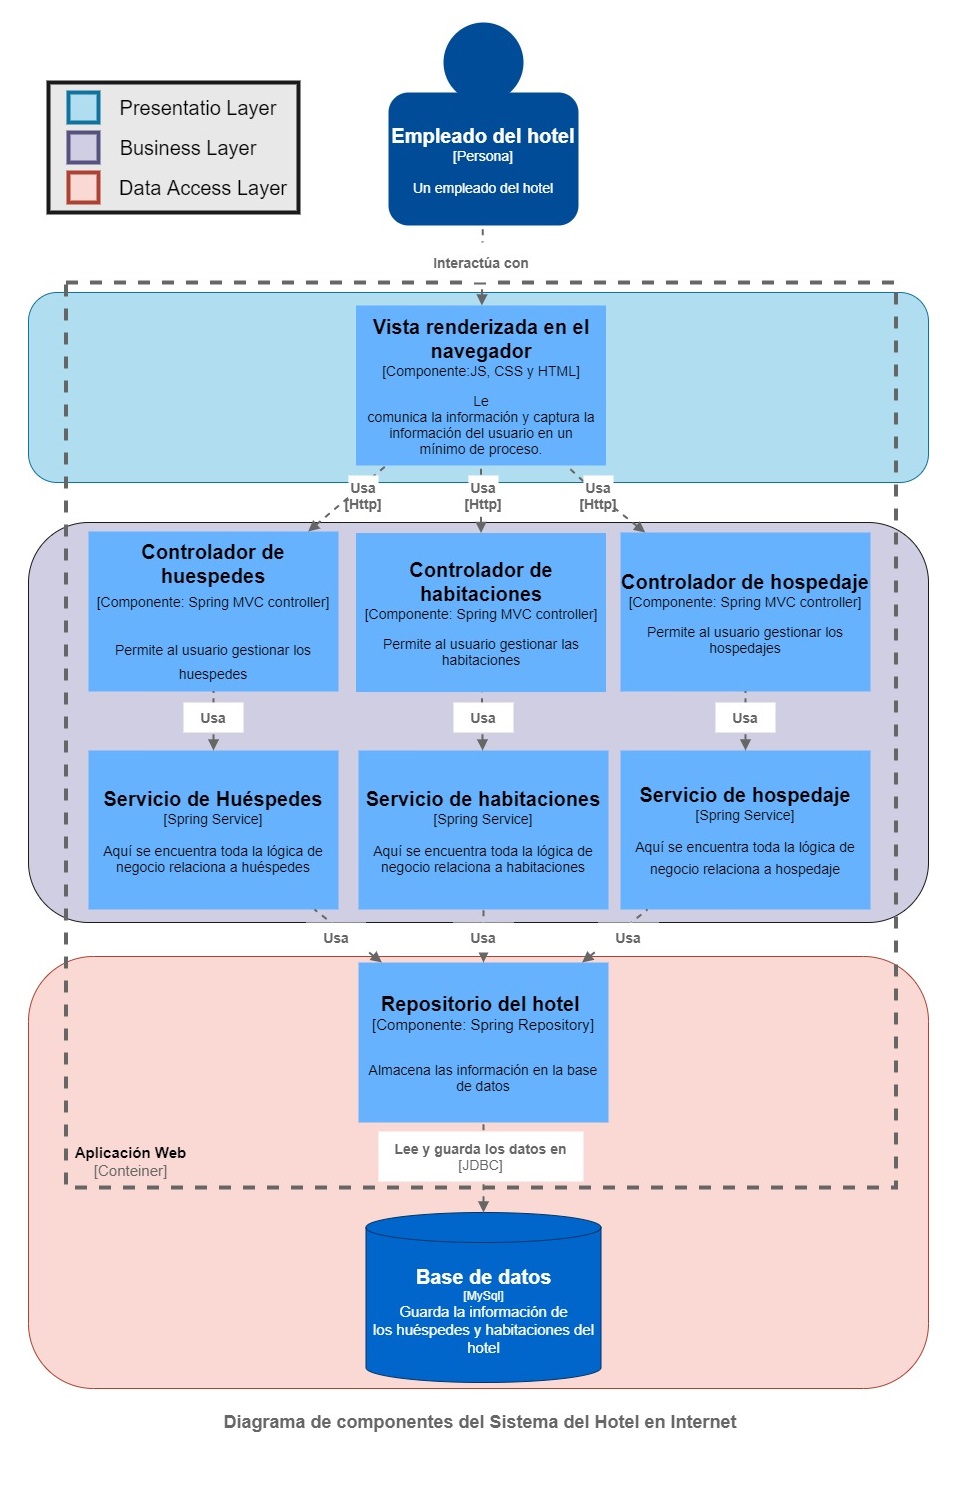 Empleado del hotel
[Persona]
Un empleado del hotel
Presentatio Layer
Business Layer
Data Access Layer
Interactúa con
Vista renderizada en el
navegador
[Componente:JS, CSS y HTML]
Le
comunica la información y captura la
información del usuario en un
mínimo de proceso.
Usa
[Http]
Usa
[Http]
Usa
[Http]
Controlador de
huespedes
[Componente: Spring MVC controller]
Permite al usuario gestionar los
huespedes
Controlador de
habitaciones
[Componente: Spring MVC controller]
Permite al usuario gestionar las
habitaciones
Controlador de hospedaje
[Componente: Spring MVC controller]
Permite al usuario gestionar los
hospedajes
Usa
Usa
Usa
Servicio de Huéspedes
[Spring Service]
Aquí se encuentra toda la lógica de
negocio relaciona a huéspedes
Servicio de habitaciones
[Spring Service]
Aquí se encuentra toda la lógica de
negocio relaciona a habitaciones
Servicio de hospedaje
[Spring Service]
Aquí se encuentra toda la lógica de
negocio relaciona a hospedaje
Usa
Usa
Usa
Repositorio del hotel
[Componente: Spring Repository]
Almacena las información en la base
de datos
Lee y guarda los datos en
[JDBC]
Aplicación Web
[Conteiner]
Base de datos
[MySql]
Guarda la información de
los huéspedes y habitaciones del
hotel
Diagrama de componentes del Sistema del Hotel en Internet